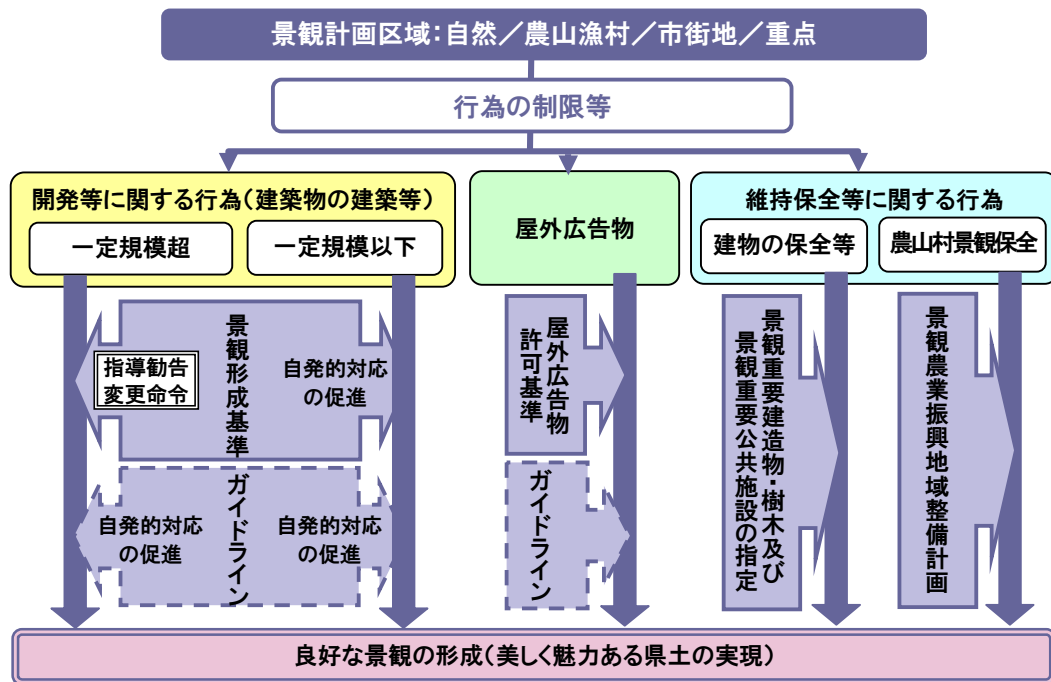 景観計画区域：自然／農山漁村／市街地／重点
行為の制限等
開発等に関する行為（建築物の建築等）
一定規模超
一定規模以下
屋外広告物
維持保全等に関する行為
建物の保全等
農山村景観保全
指導勧告
変更命令
景観形成基準
自発的対応
の促進
屋外広告物
許可基準
景観重要建造物・樹木及び
景観重要公共施設の指定
景観農業振興地域整備計画
自発的対応
の促進
ガイドライン
自発的対応
の促進
ガイドライン
良好な景観の形成（美しく魅力ある県土の実現）